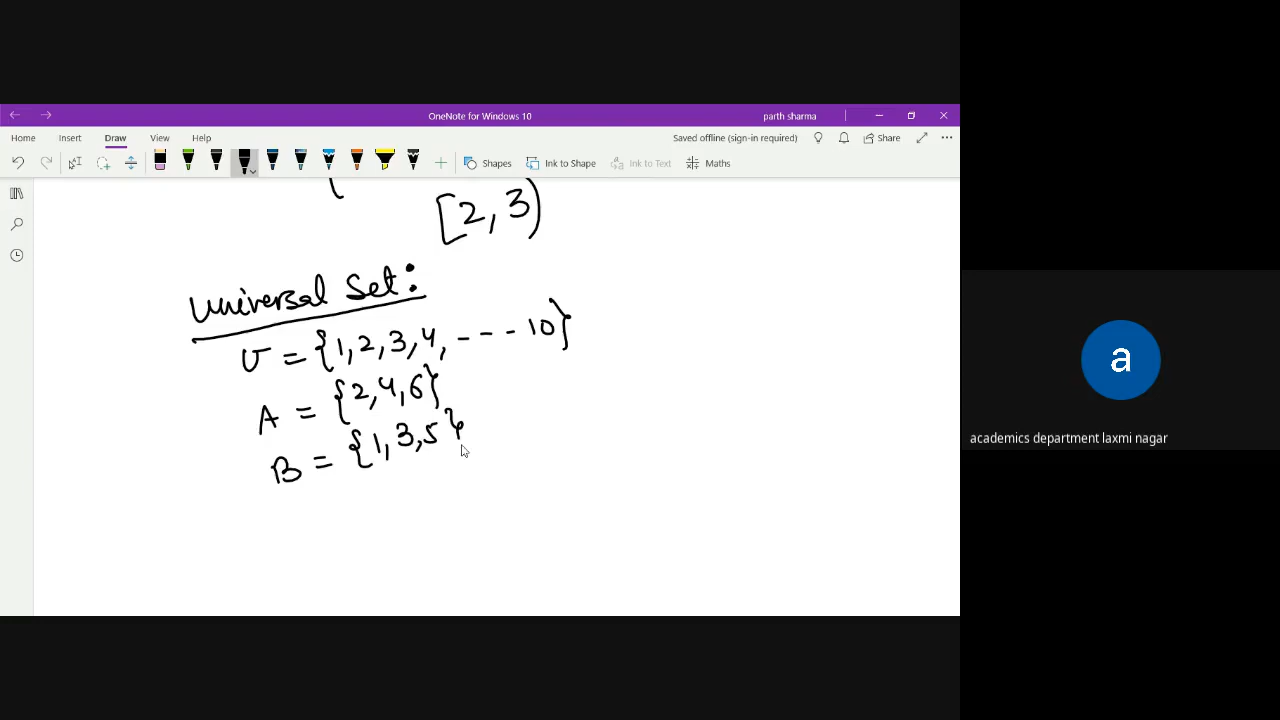 OneNote for Windows 10
parth sharma
Home Insert Draw View Help
Saved offline (sign-in required)
Share
Shapes
Ink to Shape
Ink to Text
Maths
[2, 3)
Universal Set:
U = {1, 2, 3, 4, - - - 10}
A = {2, 4, 6}
B = {1, 3, 5}
a
academics department laxmi nagar